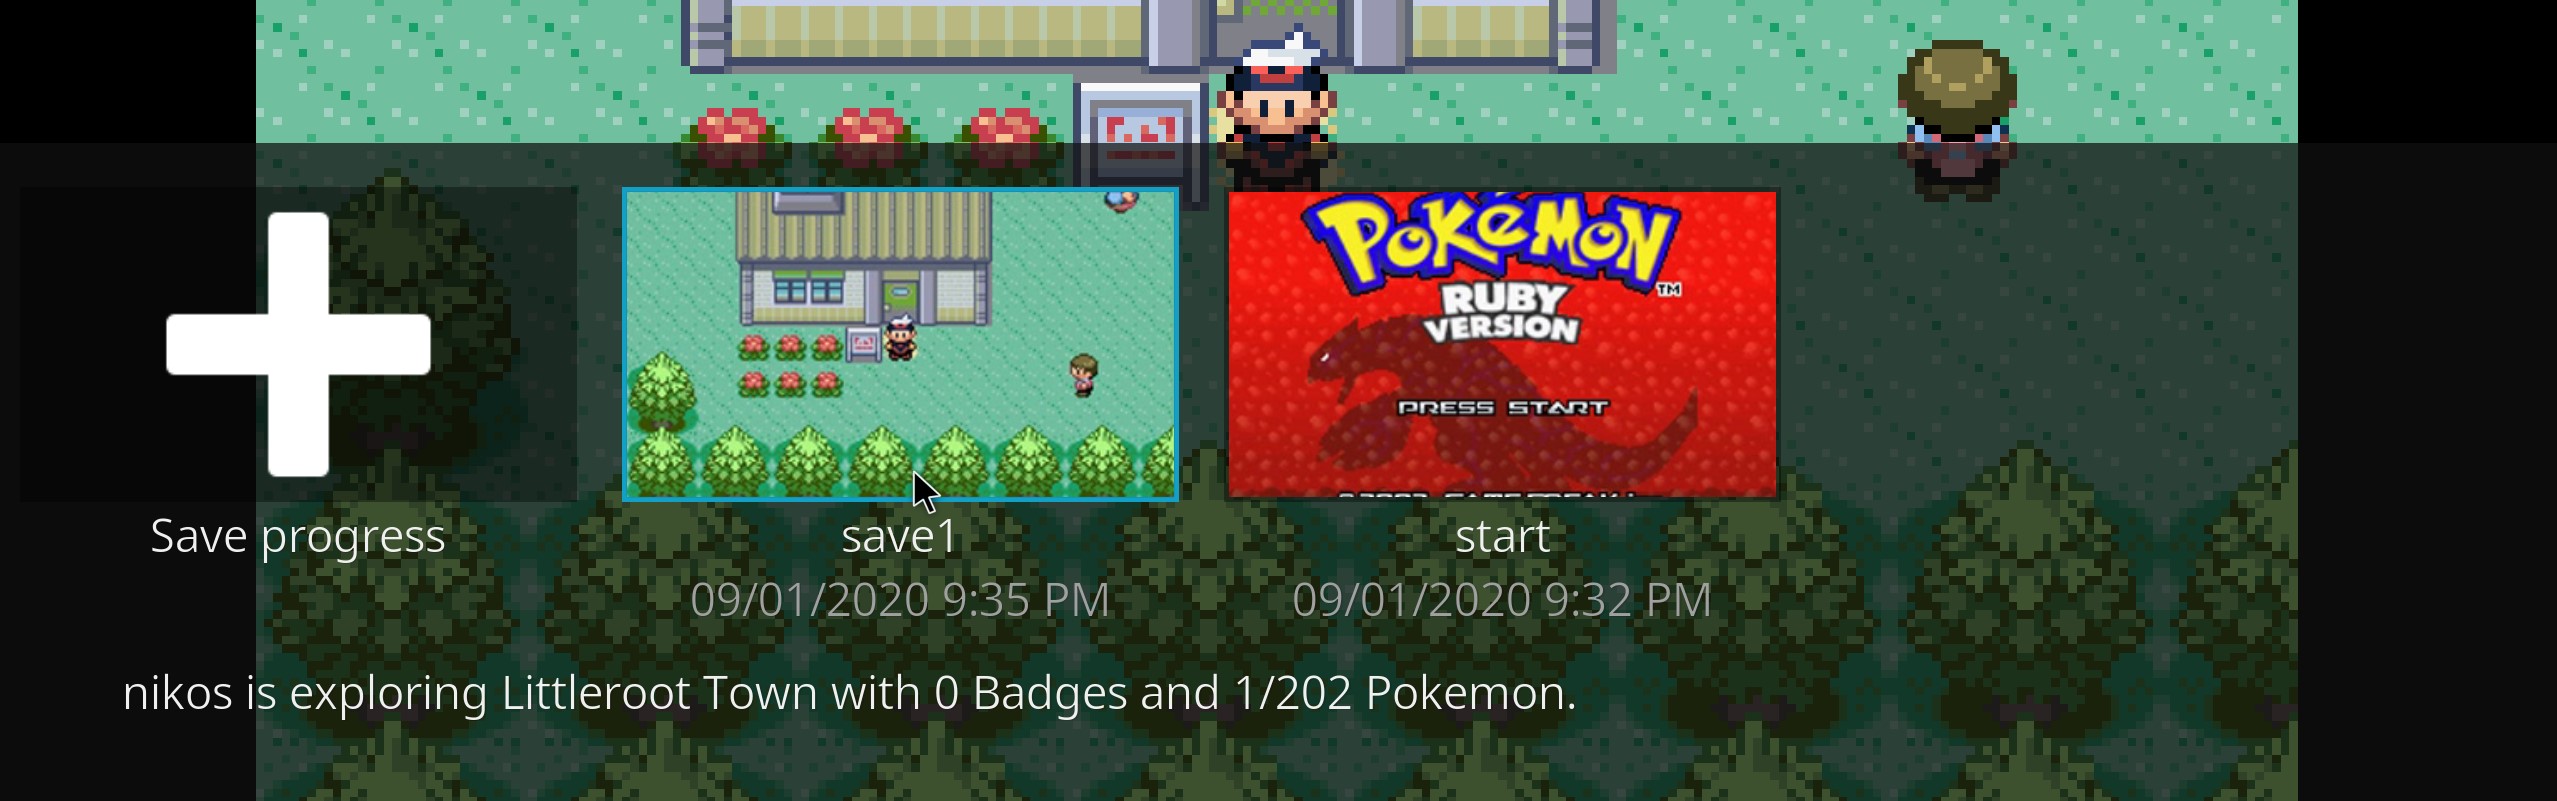 POKéMON
TM
RUBY
VERSION
PRESS START
Save progress
save1
start
09/01/2020 9:35 PM
09/01/2020 9:32 PM
nikos is exploring Littleroot Town with 0 Badges and 1/202 Pokemon.